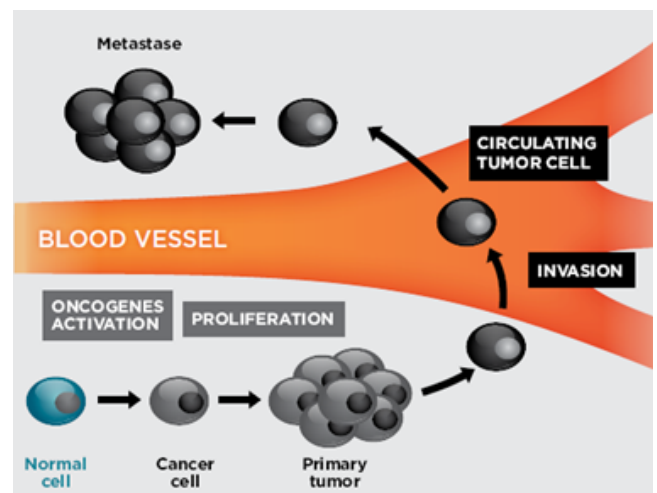 Metastase
CIRCULATING
TUMOR CELL
BLOOD VESSEL
INVASION
ONCOGENES
ACTIVATION
PROLIFERATION
Normal
cell
Cancer
cell
Primary
tumor